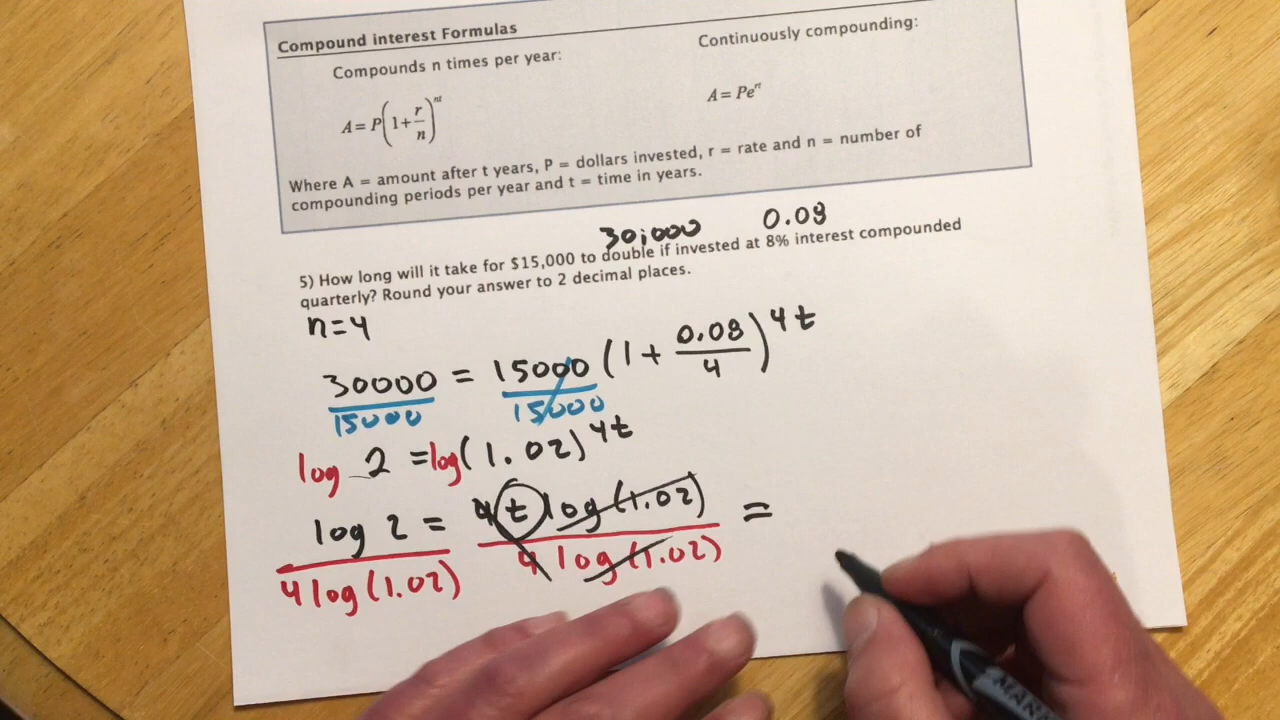 Compound interest Formulas
Compounds n times per year:
Continuously compounding:
A = P(1 + r/n)^nt
A = Pe^rt
Where A = amount after t years, P = dollars invested, r = rate and n = number of
compounding periods per year and t = time in years.
30,000 0.08
5) How long will it take for $15,000 to double if invested at 8% interest compounded
quarterly? Round your answer to 2 decimal places.
n=4
30000 = 15000 (1 + 0.08/4)^4t
15000 15000
log 2 = log(1.02)^4t
log 2 = 4t log(1.02) =
4 log(1.02) 4 log(1.02)